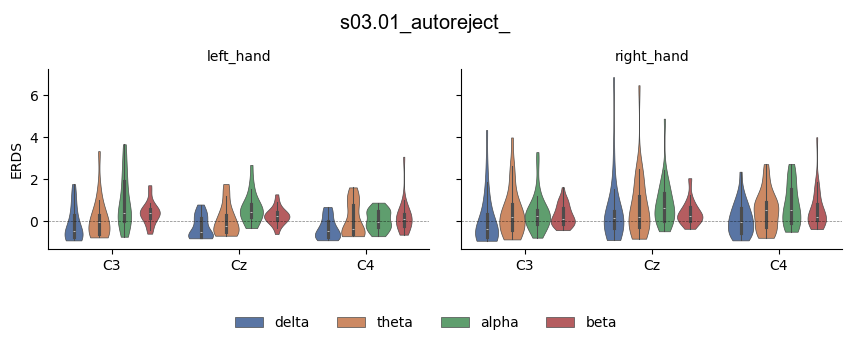 s03.01_autoreject_
left_hand
right_hand
ERDS
6
4
2
0
C3
Cz
C4
C3
Cz
C4
delta
theta
alpha
beta